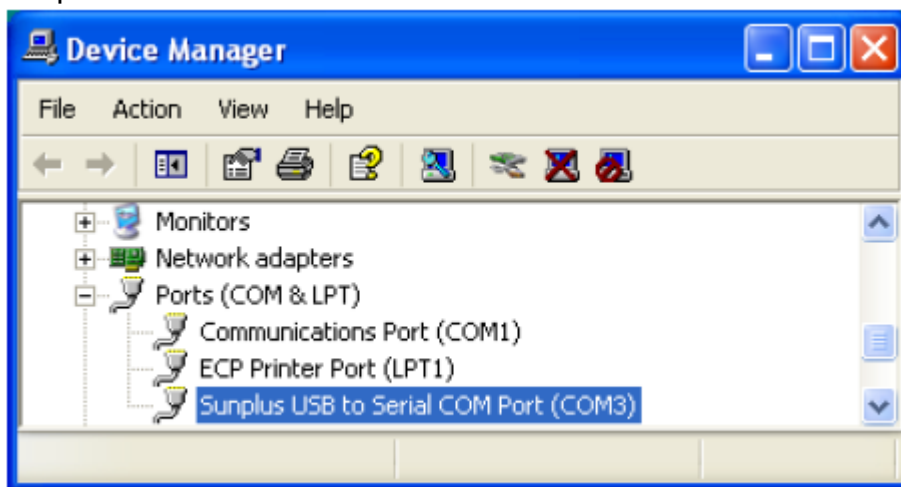 Device Manager
File Action View Help
Monitors
Network adapters
Ports (COM & LPT)
Communications Port (COM1)
ECP Printer Port (LPT1)
Sunplus USB to Serial COM Port (COM3)